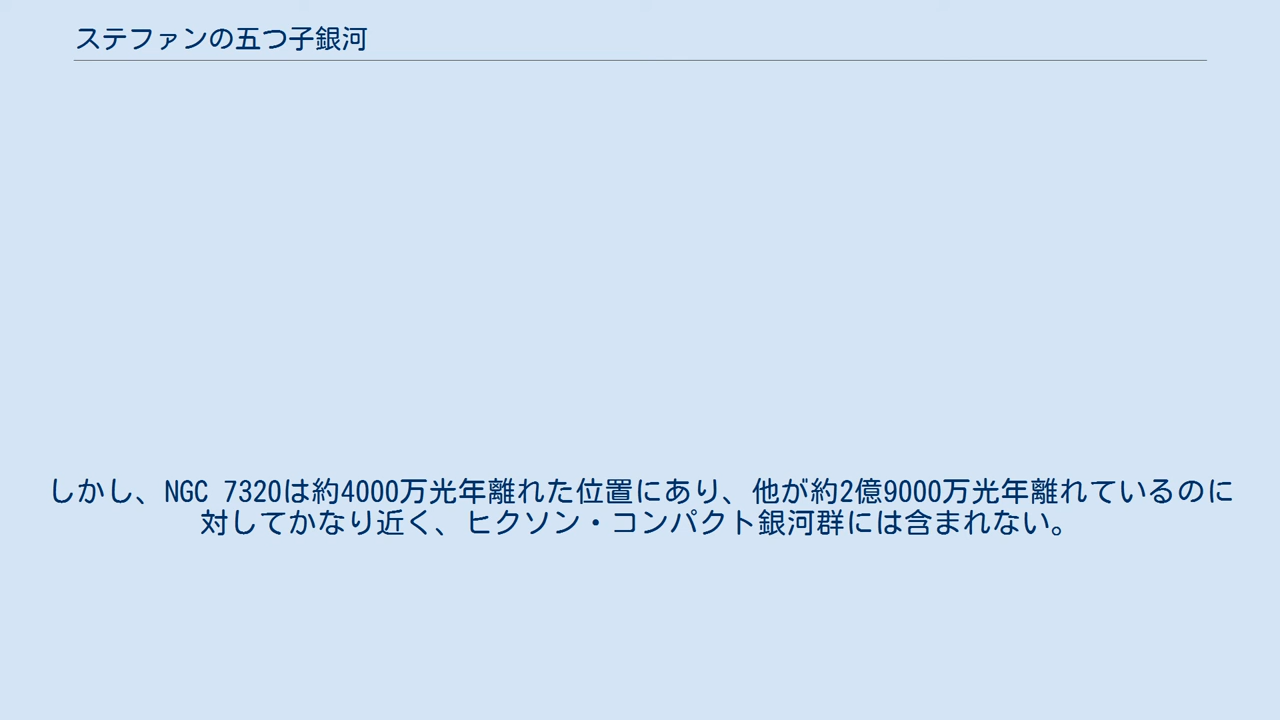 ステファンの五つ子銀河
しかし、NGC 7320は約4000万光年離れた位置にあり、他が約2億9000万光年離れているのに
対してかなり近く、ヒクソン・コンパクト銀河群には含まれない。